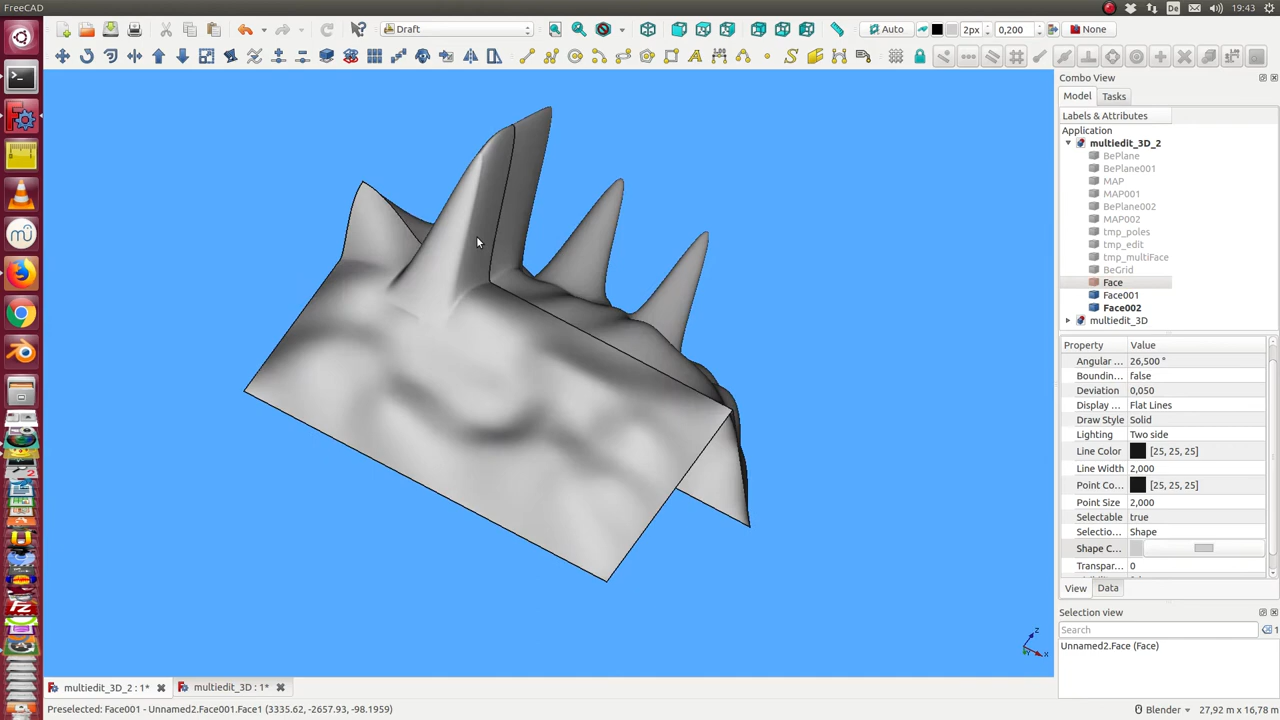 FreeCAD
De
19:43
Draft
Auto
2px
0,200
None
Combo View
Model
Tasks
Labels & Attributes
Application
multiedit_3D_2
BePlane
BePlane001
MAP
MAP001
BePlane002
MAP002
tmp_poles
tmp_edit
tmp_multiFace
BeGrid
Face
Face001
Face002
multiedit_3D
Property Value
Angular ... 26,500 °
Boundin... false
Deviation 0,050
Display ... Flat Lines
Draw Style Solid
Lighting Two side
Line Color [25, 25, 25]
Line Width 2,000
Point Co... [25, 25, 25]
Point Size 2,000
Selectable true
Selectio... Shape
Shape C...
Transpar... 0
View
Data
Selection view
Search
1
Unnamed2.Face (Face)
z
x
multiedit_3D_2 : 1*
multiedit_3D : 1*
Preselected: Face001 - Unnamed2.Face001.Face1 (3335.62, -2657.93, -98.1959)
Blender
27,92 m x 16,78 m